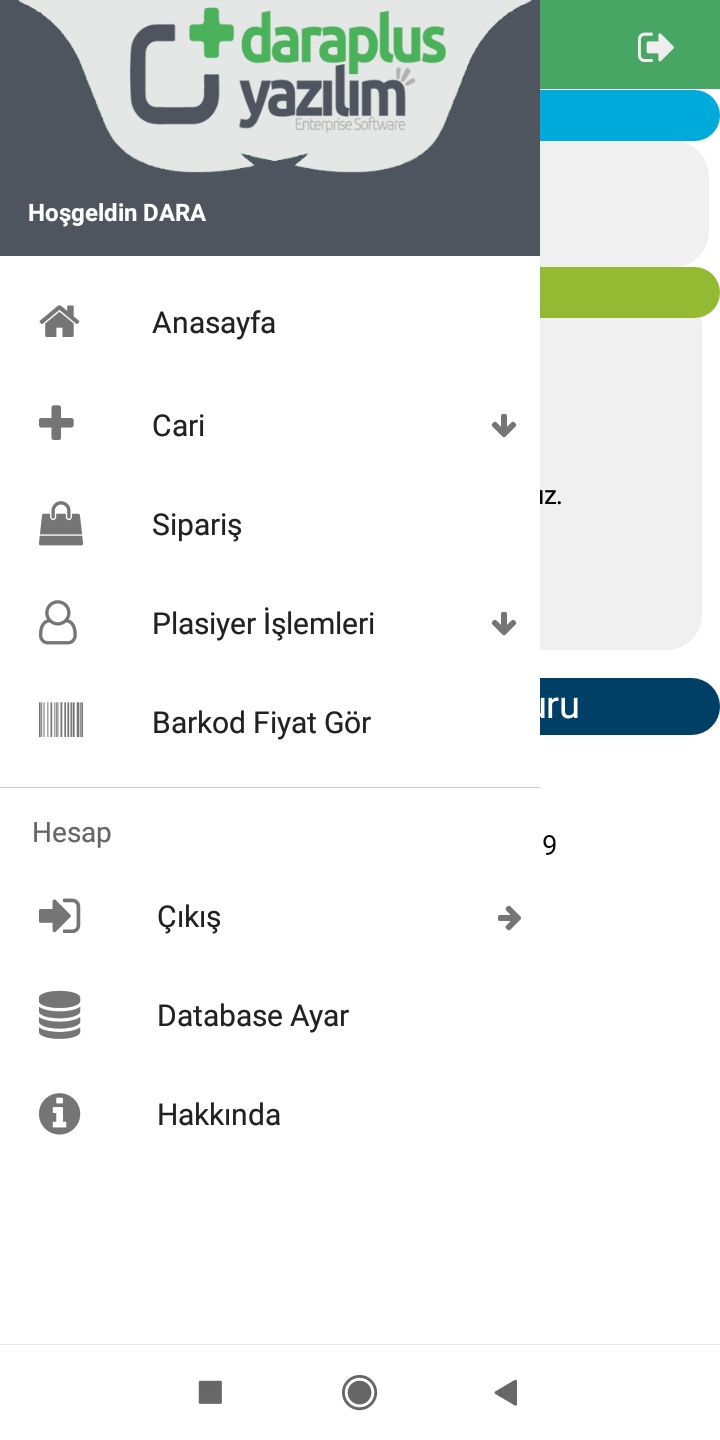 daraplus
yazılım
Enterprise Software
Hoşgeldin DARA
Anasayfa
Cari
Sipariş
ız.
Plasiyer İşlemleri
uru
Barkod Fiyat Gör
Hesap
9
Çıkış
Database Ayar
Hakkında